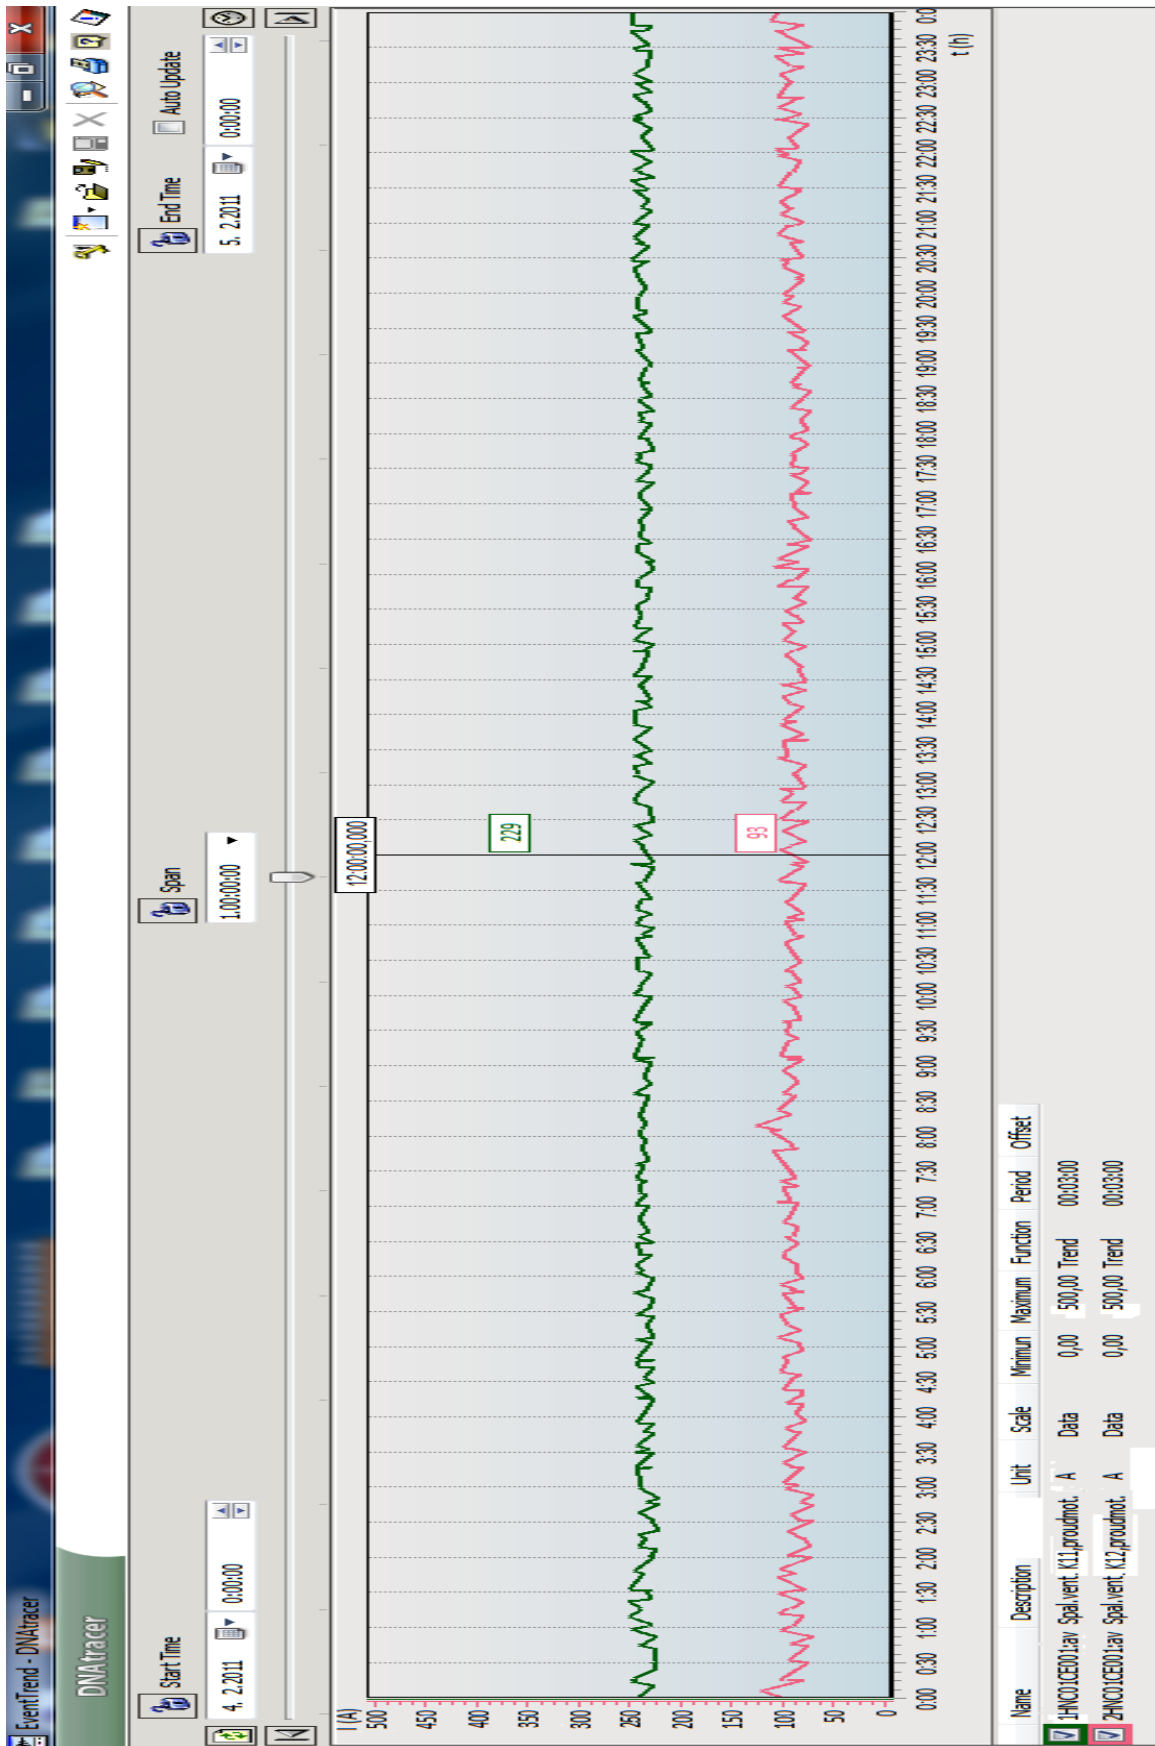 EventTrend - DNAtracer
DNAtracer
Start Time Span End Time Auto Update
4. 2.2011 0:00:00 1.00:00:00 5. 2.2011 0:00:00
12:00:00,000
I (A)
500
450
400
350
300
250
200
150
100
50
0
229
93
0:00 0:30 1:00 1:30 2:00 2:30 3:00 3:30 4:00 4:30 5:00 5:30 6:00 6:30 7:00 7:30 8:00 8:30 9:00 9:30 10:00 10:30 11:00 11:30 12:00 12:30 13:00 13:30 14:00 14:30 15:00 15:30 16:00 16:30 17:00 17:30 18:00 18:30 19:00 19:30 20:00 20:30 21:00 21:30 22:00 22:30 23:00 23:30 0:0
t (h)
Name Description Unit Scale Minimun Maximum Function Period Offset
1HNC01CE001:av Spal.vent. K11,proudmot. A Data 0,00 500,00 Trend 00:03:00
2HNC01CE001:av Spal.vent. K12,proudmot. A Data 0,00 500,00 Trend 00:03:00